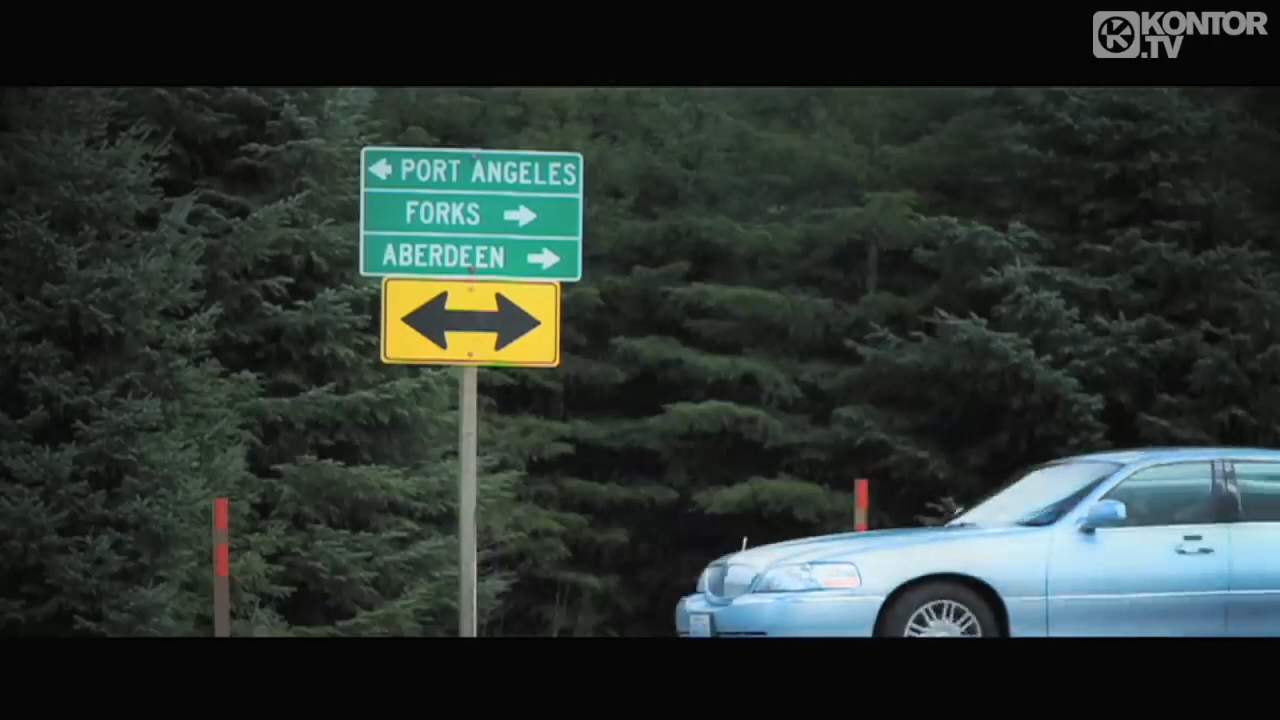 KONTOR
.TV
PORT ANGELES
FORKS
ABERDEEN